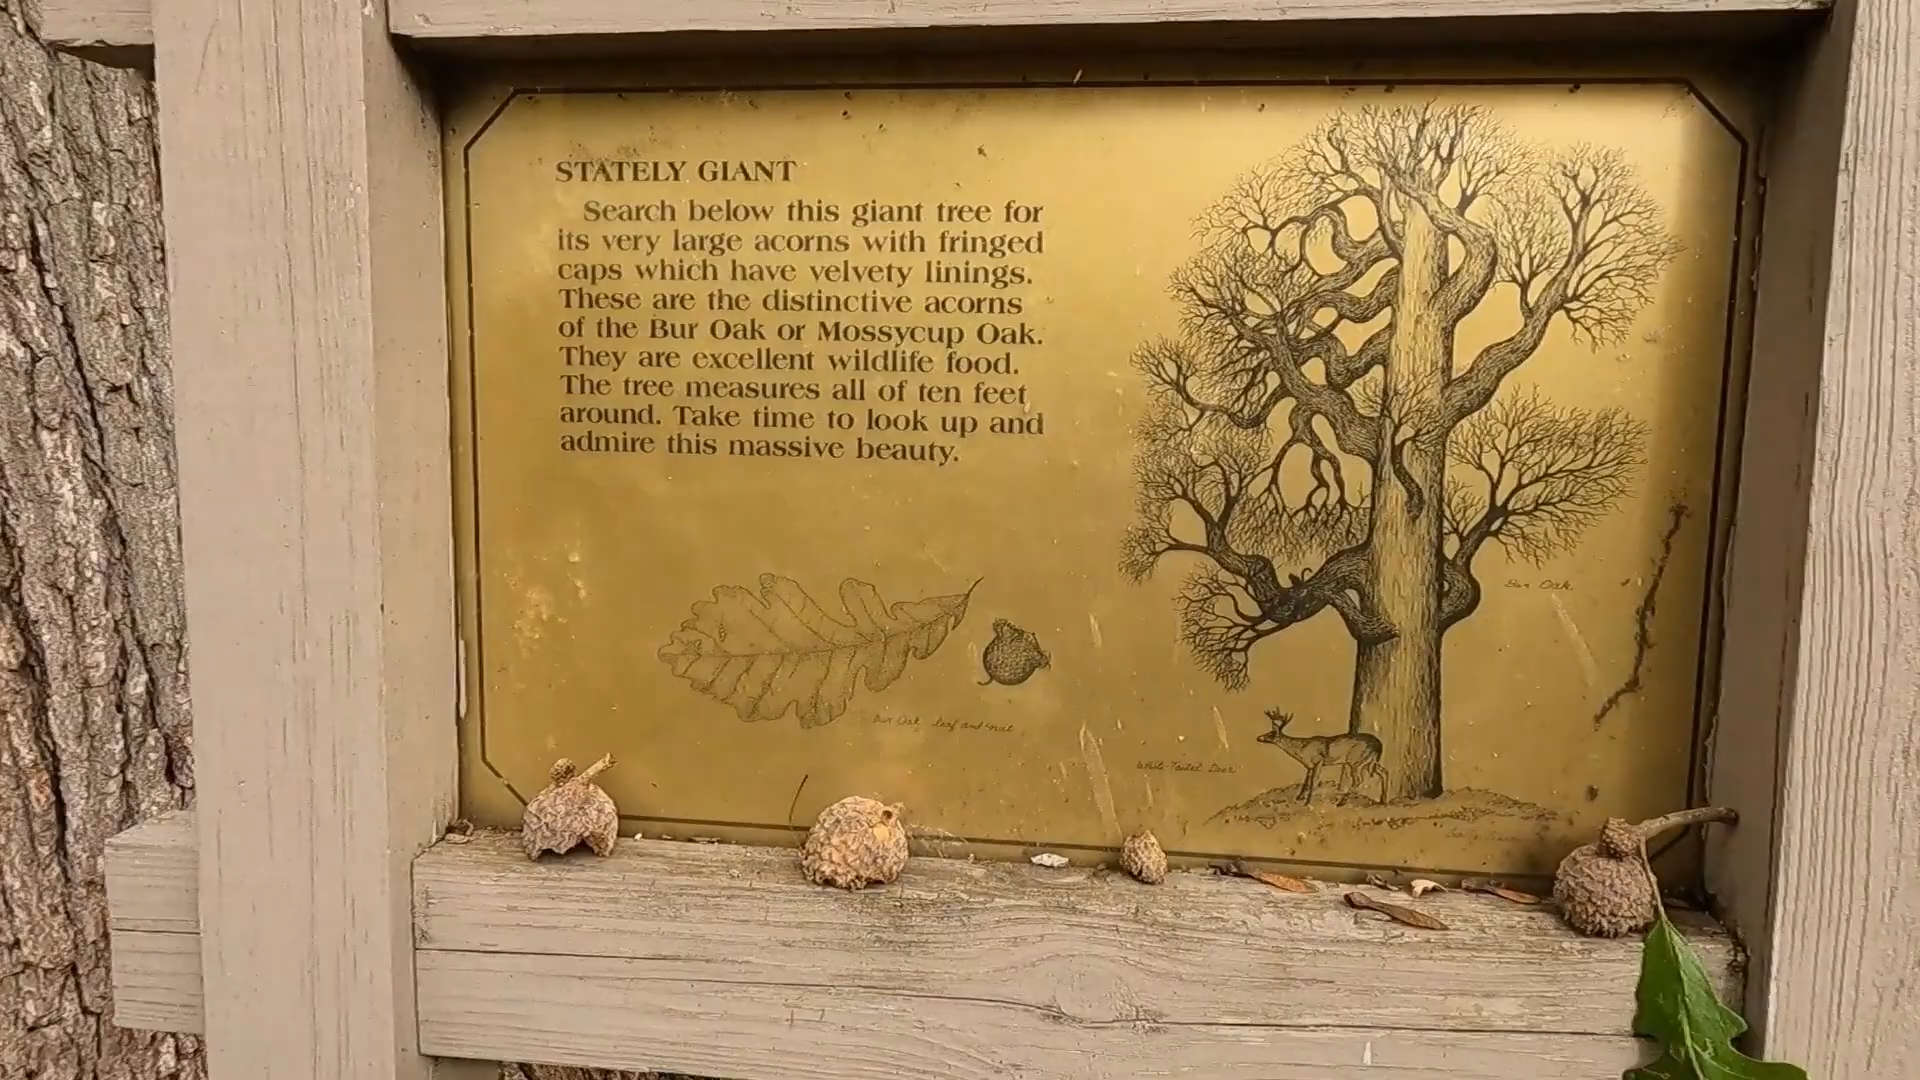 STATELY GIANT
Search below this giant tree for
its very large acorns with fringed
caps which have velvety linings.
These are the distinctive acorns
of the Bur Oak or Mossycup Oak.
They are excellent wildlife food.
The tree measures all of ten feet
around. Take time to look up and
admire this massive beauty.
Bur Oak
Bur Oak leaf and nut
White-Tailed Deer